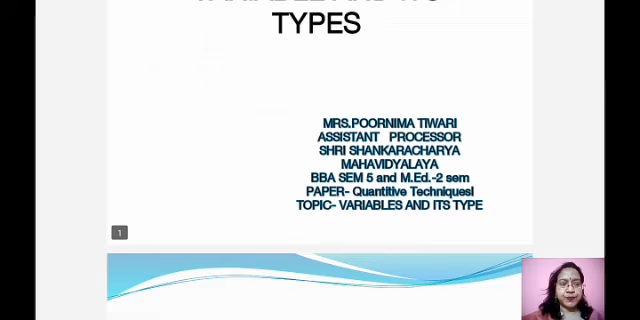 TYPES
MRS.POORNIMA TIWARI
ASSISTANT PROCESSOR
SHRI SHANKARACHARYA
MAHAVIDYALAYA
BBA SEM 5 and M.Ed.-2 sem
PAPER- Quantitive TechniquesI
TOPIC- VARIABLES AND ITS TYPE
1